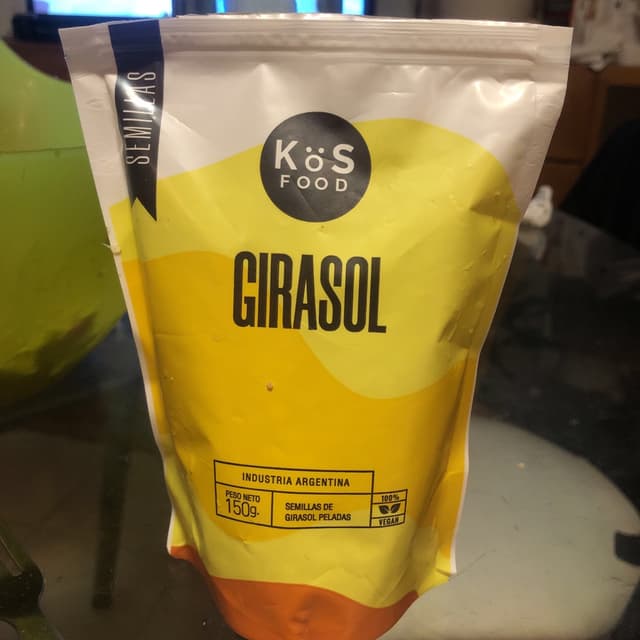 SEMILLAS
KöS
FOOD
GIRASOL
INDUSTRIA ARGENTINA
PESO NETO
150g.
SEMILLAS DE
GIRASOL PELADAS
100%
VEGAN